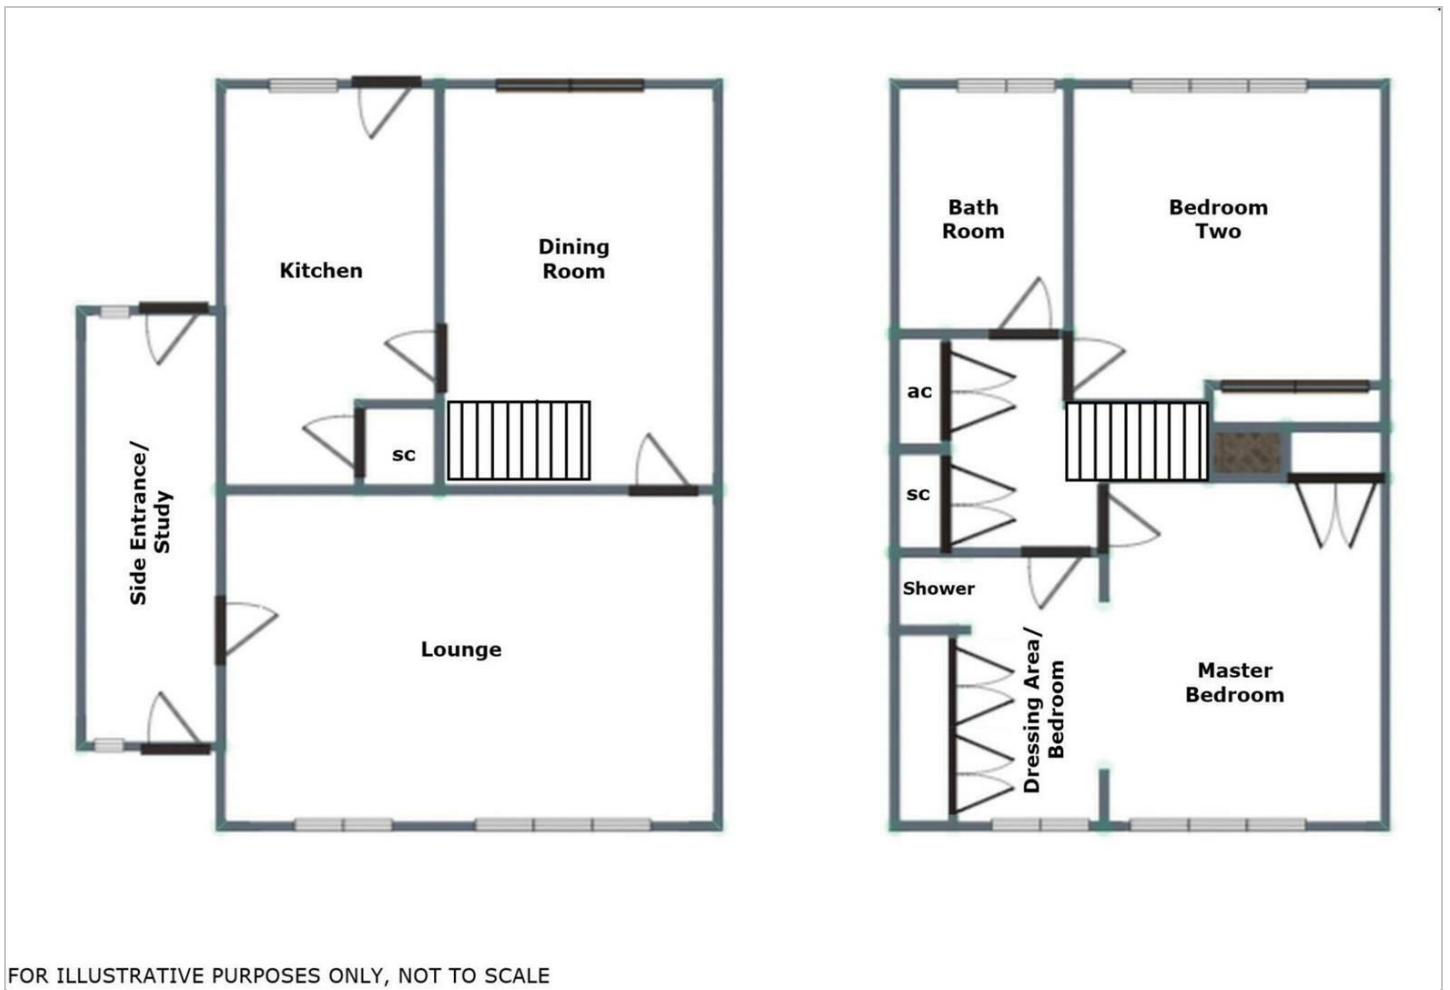 Kitchen
Dining
Room
sc
Side Entrance/
Study
Lounge
Bath
Room
Bedroom
Two
ac
sc
Shower
Dressing Area/
Bedroom
Master
Bedroom
FOR ILLUSTRATIVE PURPOSES ONLY, NOT TO SCALE